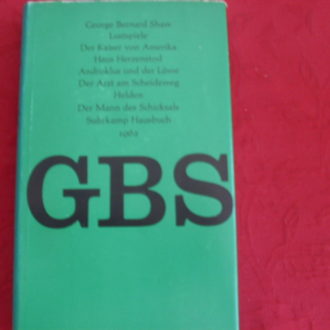 George Bernard Shaw
Lustspiele
Der Kaiser von Amerika
Haus Herzenstod
Androklus und der Löwe
Der Arzt am Scheideweg
Helden
Der Mann des Schicksals
Suhrkamp Hausbuch
1962
GBS